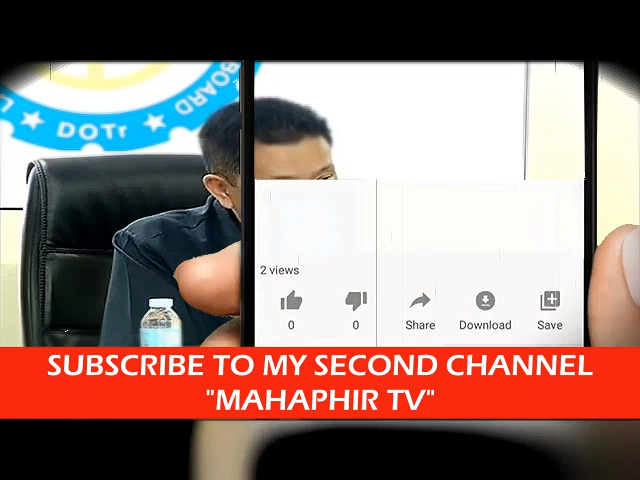 BOARD
DOTr
2 views
0
0
Share
Download
Save
SUBSCRIBE TO MY SECOND CHANNEL
"MAHAPHIR TV"